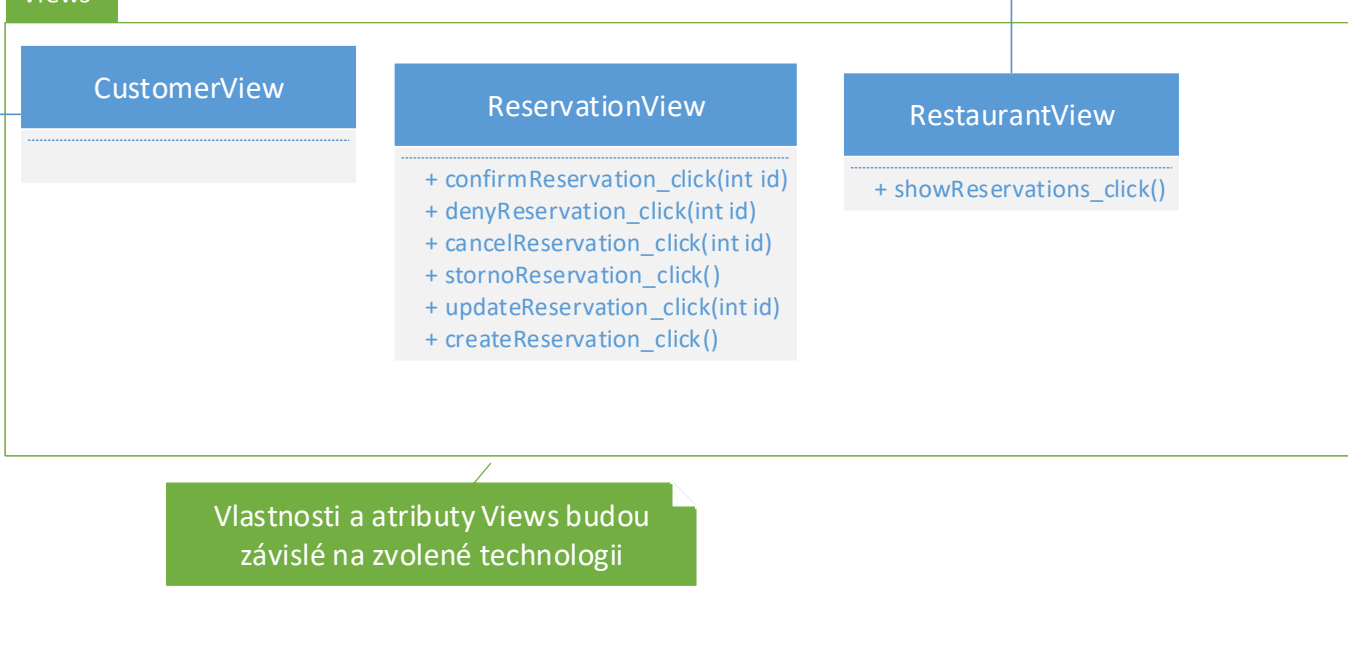 Views
CustomerView
ReservationView
+ confirmReservation_click(int id)
+ denyReservation_click(int id)
+ cancelReservation_click(int id)
+ stornoReservation_click()
+ updateReservation_click(int id)
+ createReservation_click()
RestaurantView
+ showReservations_click()
Vlastnosti a atributy Views budou
závislé na zvolené technologii